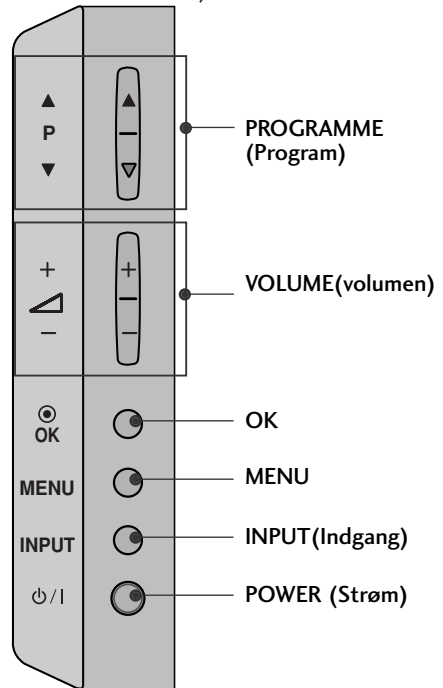 P
PROGRAMME
(Program)
+
+
VOLUME(volumen)
–
–
OK
OK
MENU
MENU
INPUT
INPUT(Indgang)
/ I
POWER (Strøm)